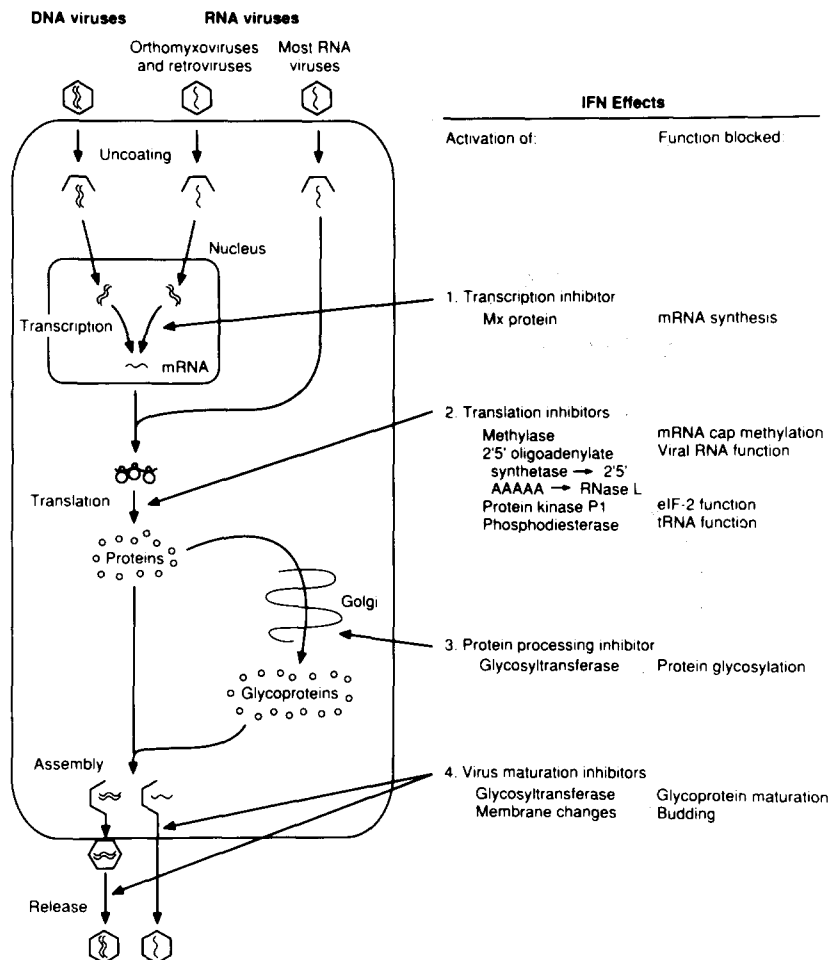 DNA viruses
RNA viruses
Orthomyxoviruses
and retroviruses
Most RNA
viruses
Uncoating
Nucleus
Transcription
mRNA
Translation
Proteins
Golgi
Glycoproteins
Assembly
Release
IFN Effects
Activation of:
Function blocked:
1. Transcription inhibitor
Mx protein
mRNA synthesis
2. Translation inhibitors
Methylase
mRNA cap methylation
2'5' oligoadenylate
Viral RNA function
synthetase → 2'5'
AAAAA → RNase L
Protein kinase P1
eIF-2 function
Phosphodiesterase
tRNA function
3. Protein processing inhibitor
Glycosyltransferase
Protein glycosylation
4. Virus maturation inhibitors
Glycosyltransferase
Glycoprotein maturation
Membrane changes
Budding